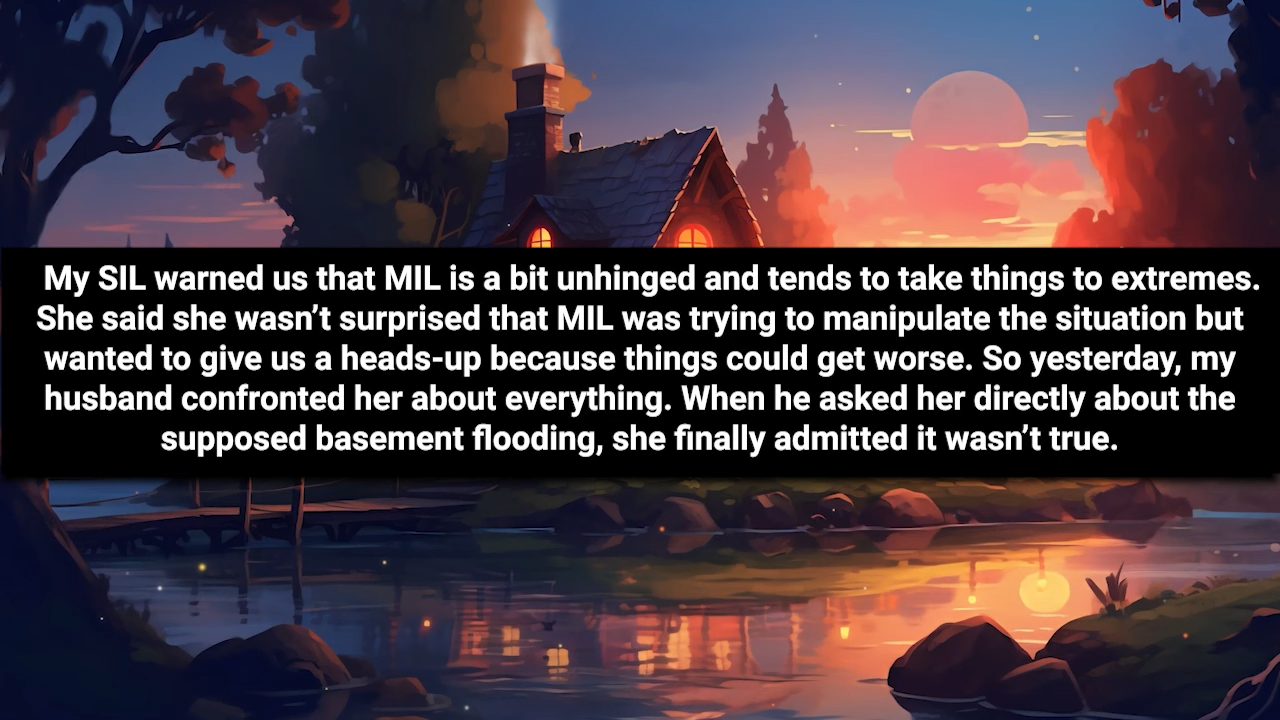 My SIL warned us that MIL is a bit unhinged and tends to take things to extremes.
She said she wasn’t surprised that MIL was trying to manipulate the situation but
wanted to give us a heads-up because things could get worse. So yesterday, my
husband confronted her about everything. When he asked her directly about the
supposed basement flooding, she finally admitted it wasn’t true.